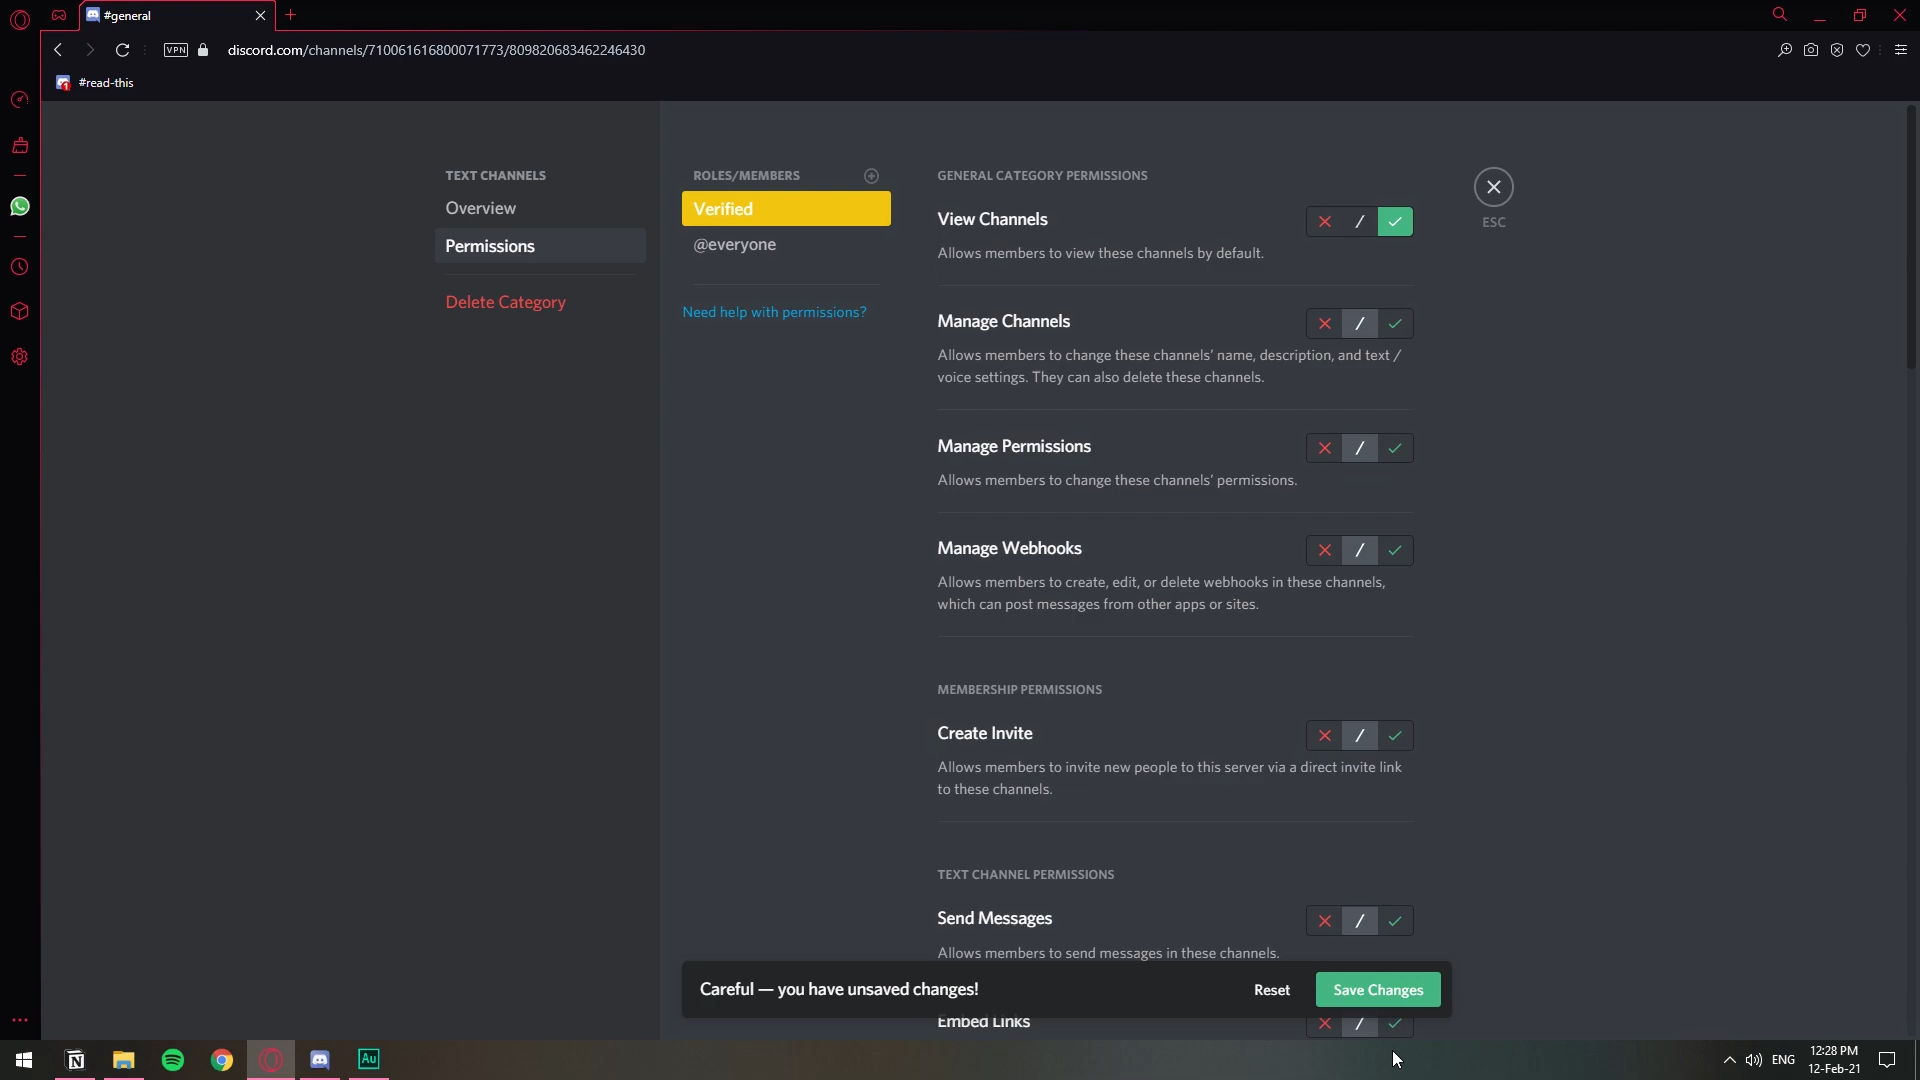 #general
VPN
discord.com/channels/710061616800071773/809820683462246430
#read-this
TEXT CHANNELS
Overview
Permissions
Delete Category
ROLES/MEMBERS
Verified
@everyone
Need help with permissions?
GENERAL CATEGORY PERMISSIONS
View Channels
Allows members to view these channels by default.
Manage Channels
Allows members to change these channels' name, description, and text /
voice settings. They can also delete these channels.
Manage Permissions
Allows members to change these channels' permissions.
Manage Webhooks
Allows members to create, edit, or delete webhooks in these channels,
which can post messages from other apps or sites.
MEMBERSHIP PERMISSIONS
Create Invite
Allows members to invite new people to this server via a direct invite link
to these channels.
TEXT CHANNEL PERMISSIONS
Send Messages
Allows members to send messages in these channels.
Careful — you have unsaved changes!
Reset
Save Changes
Embed Links
ESC
Au
ENG
12:28 PM
12-Feb-21